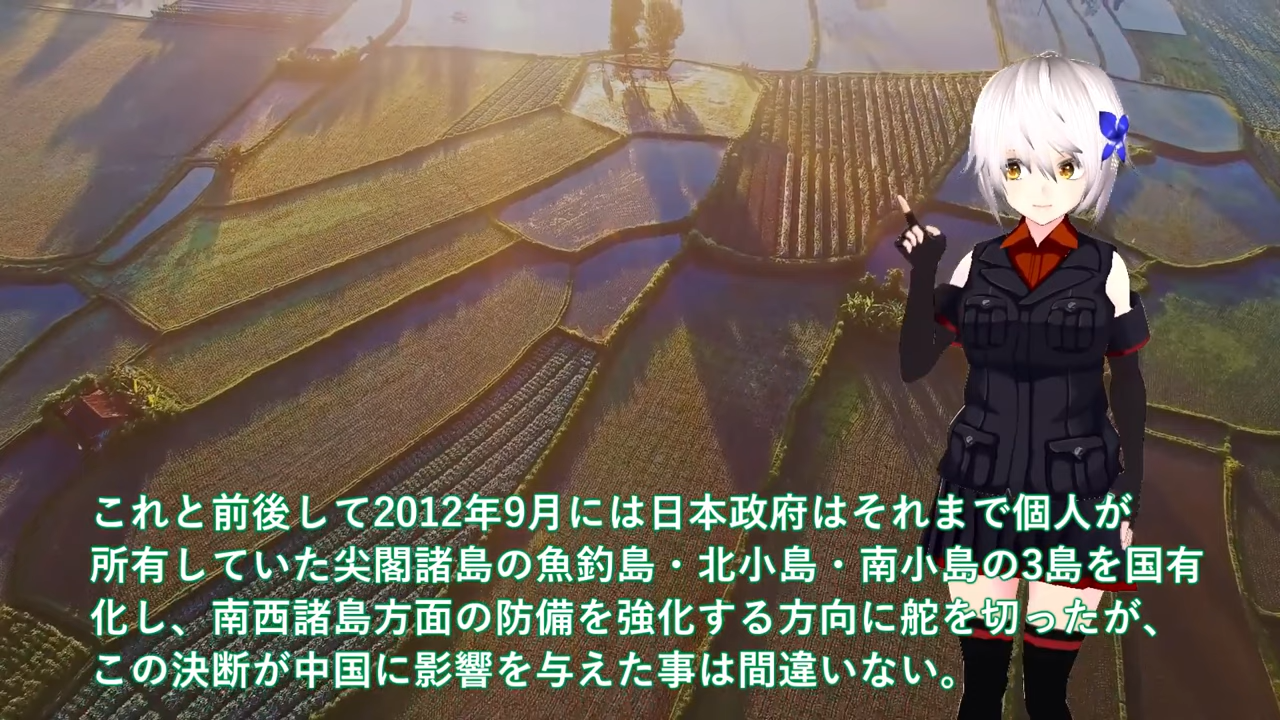 これと前後して2012年9月には日本政府はそれまで個人が
所有していた尖閣諸島の魚釣島・北小島・南小島の3島を国有
化し、南西諸島方面の防備を強化する方向に舵を切ったが、
この決断が中国に影響を与えた事は間違いない。